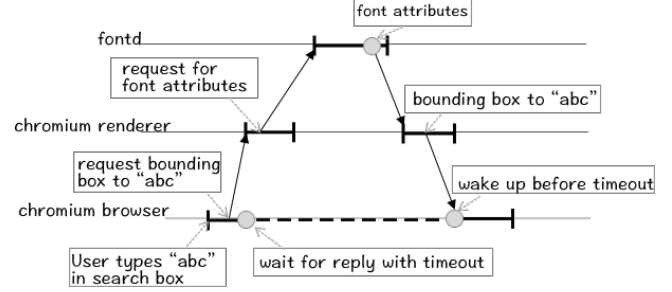 font attributes
fontd
request for
font attributes
bounding box to “abc”
chromium renderer
request bounding
box to “abc”
wake up before timeout
chromium browser
User types “abc”
in search box
wait for reply with timeout